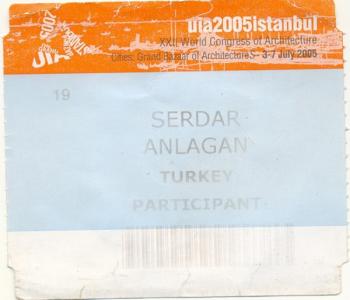 uia2005istanbul
XXII World Congress of Architecture
Cities: Grand Bazaar of ArchitectureS - 3-7 July 2005
19
SERDAR
ANLAGAN
TURKEY
PARTICIPANT